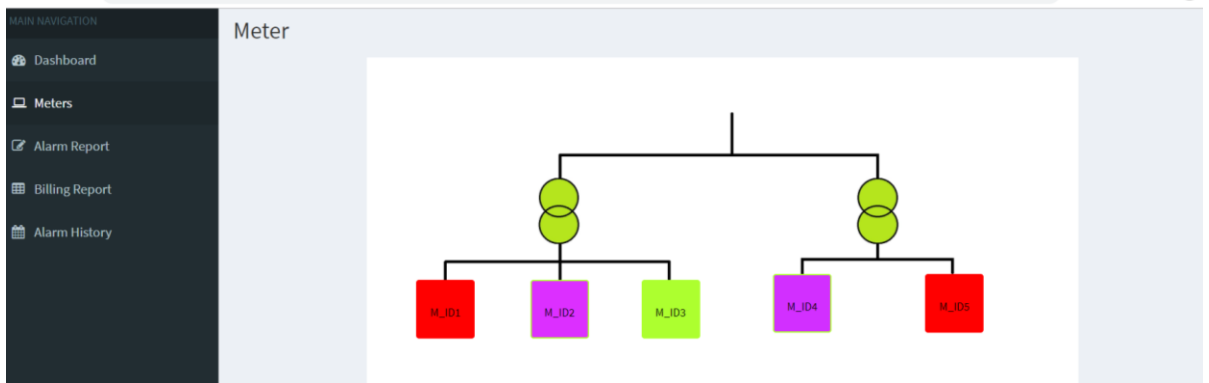 MAIN NAVIGATION
Dashboard
Meters
Alarm Report
Billing Report
Alarm History
Meter
M_ID1
M_ID2
M_ID3
M_ID4
M_ID5